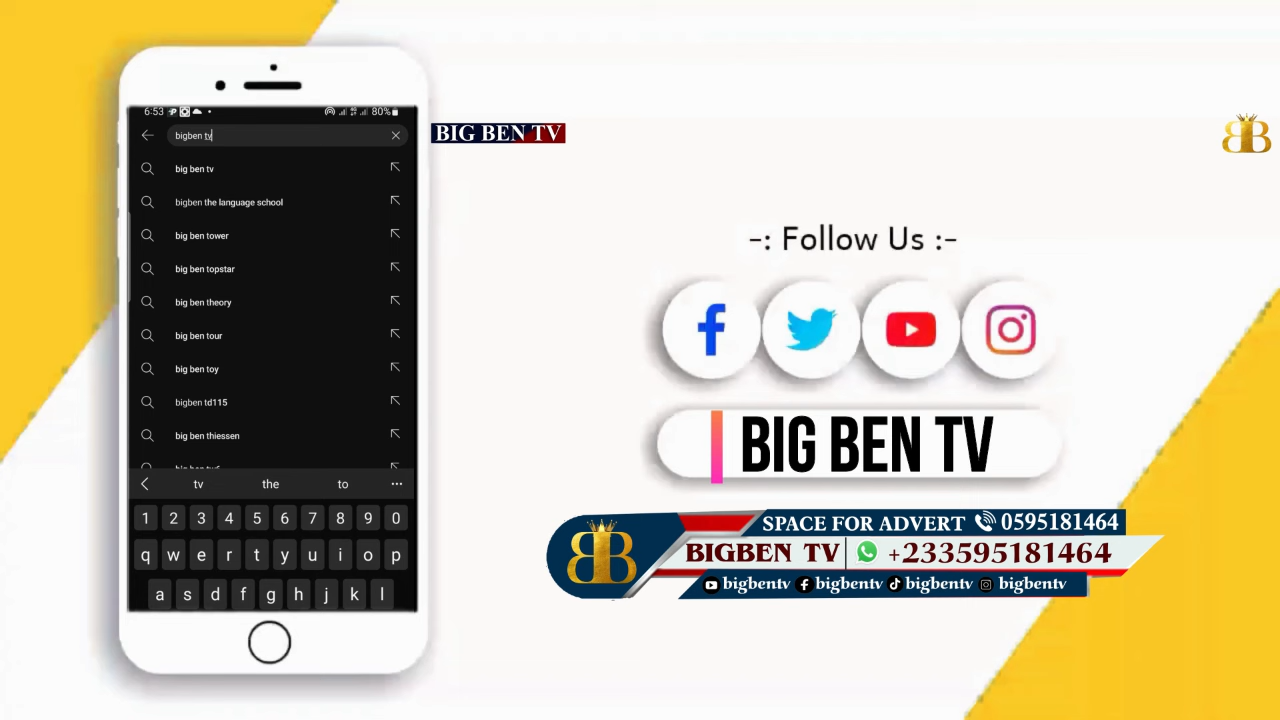 6:53
80%
bigben tv
big ben tv
bigben the language school
big ben tower
big ben topstar
big ben theory
big ben tour
big ben toy
bigben td115
big ben thiessen
tv the to
1 2 3 4 5 6 7 8 9 0
q w e r t y u i o p
a s d f g h j k l
BIG BEN TV
BB
-: Follow Us :-
BIG BEN TV
SPACE FOR ADVERT 0595181464
BB
BIGBEN TV +233595181464
bigbentv bigbentv bigbentv bigbentv